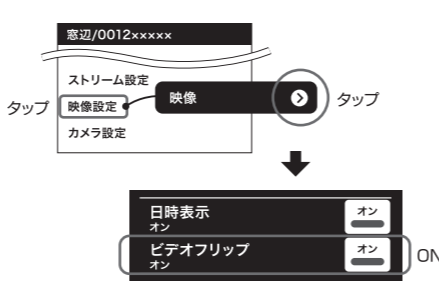 窓辺/0012×××××
ストリーム設定
タップ
映像設定
映像
タップ
カメラ設定
日時表示
オン
オン
ビデオフリップ
オン
オン
ON